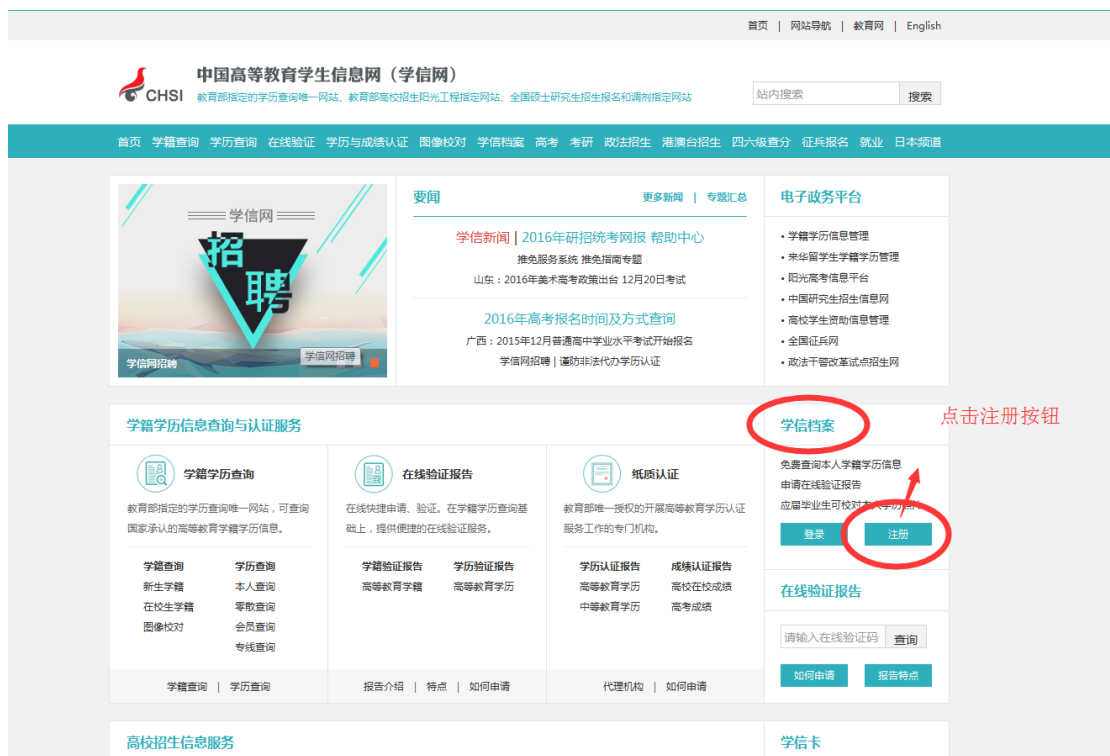 首页 | 网站导航 | 教育网 | English
CHSI
中国高等教育学生信息网（学信网）
教育部指定的学历查询唯一网站、教育部高校招生阳光工程指定网站、全国硕士研究生招生报名和调剂指定网站
站内搜索 搜索
首页 学籍查询 学历查询 在线验证 学历与成绩认证 图像校对 学信档案 高考 考研 政法招生 港澳台招生 四六级查分 征兵报名 就业 日本频道
学信网
招
聘
学信网招聘
学信网招聘
要闻
更多新闻 | 专题汇总
学信新闻 | 2016年研招统考网报 帮助中心
推免服务系统 推免指南专题
山东：2016年美术高考政策出台 12月20日考试
2016年高考报名时间及方式查询
广西：2015年12月普通高中学业水平考试开始报名
学信网招聘 | 谨防非法代办学历认证
电子政务平台
• 学籍学历信息管理
• 来华留学生学籍学历管理
• 阳光高考信息平台
• 中国研究生招生信息网
• 高校学生资助信息管理
• 全国征兵网
• 政法干警改革试点招生网
学籍学历信息查询与认证服务
学籍学历查询
教育部指定的学历查询唯一网站，可查询
国家承认的高等教育学籍学历信息。
学籍查询 学历查询
新生学籍 本人查询
在校生学籍 零散查询
图像校对 会员查询
专线查询
学籍查询 | 学历查询
在线验证报告
在线快捷申请、验证。在学籍学历查询基
础上，提供便捷的在线验证服务。
学籍验证报告 学历验证报告
高等教育学籍 高等教育学历
报告介绍 | 特点 | 如何申请
纸质认证
教育部唯一授权的开展高等教育学历认证
服务工作的专门机构。
学历认证报告 成绩认证报告
高等教育学历 高校在校成绩
中等教育学历 高考成绩
代理机构 | 如何申请
学信档案
点击注册按钮
免费查询本人学籍学历信息
申请在线验证报告
应届毕业生可校对本人学历
登录 注册
在线验证报告
请输入在线验证码 查询
如何申请 报告特点
高校招生信息服务
学信卡